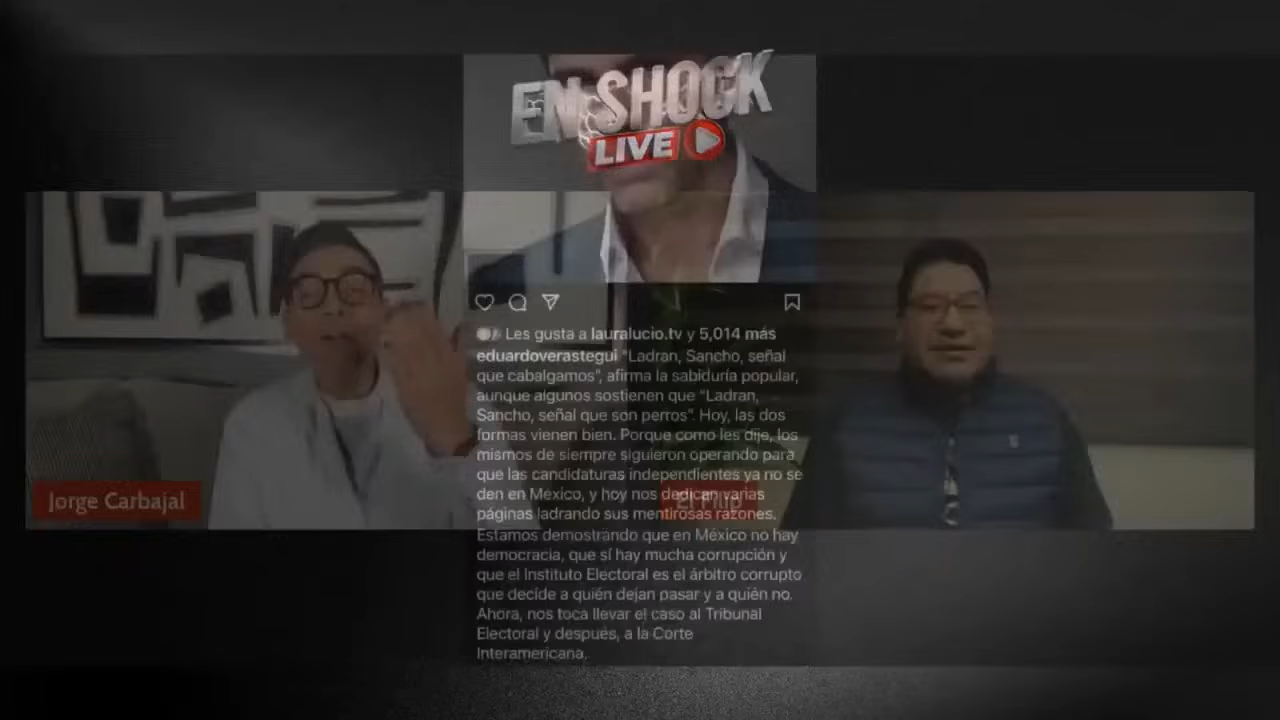 EN SHOCK
LIVE
Les gusta a lauralucio.tv y 5,014 más
eduardoverastegui "Ladran, Sancho, señal
que cabalgamos", afirma la sabiduría popular,
aunque algunos sostienen que "Ladran,
Sancho, señal que son perros". Hoy, las dos
formas vienen bien. Porque como les dije, los
mismos de siempre siguieron operando para
que las candidaturas independientes ya no se
den en México, y hoy nos dedican varias
páginas ladrando sus mentirosas razones.
Estamos demostrando que en México no hay
democracia, que sí hay mucha corrupción y
que el Instituto Electoral es el árbitro corrupto
que decide a quién dejan pasar y a quién no.
Ahora, nos toca llevar el caso al Tribunal
Electoral y después, a la Corte
Interamericana.
Jorge Carbajal
El Filip